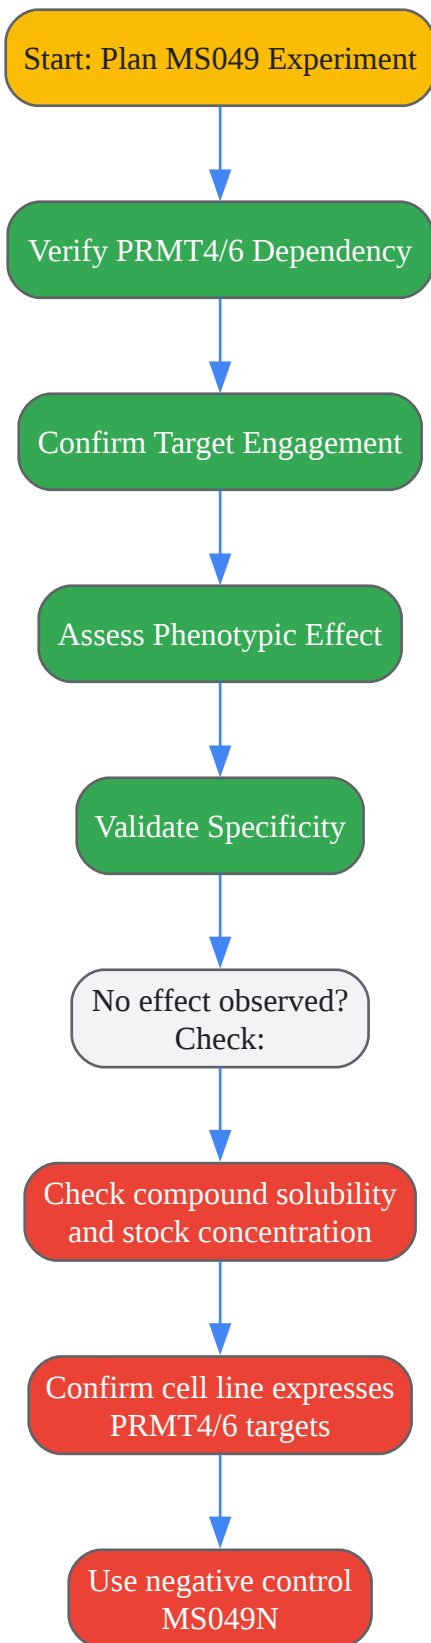 Start: Plan MS049 Experiment
Verify PRMT4/6 Dependency
Confirm Target Engagement
Assess Phenotypic Effect
Validate Specificity
No effect observed?
Check:
Check compound solubility
and stock concentration
Confirm cell line expresses
PRMT4/6 targets
Use negative control
MS049N